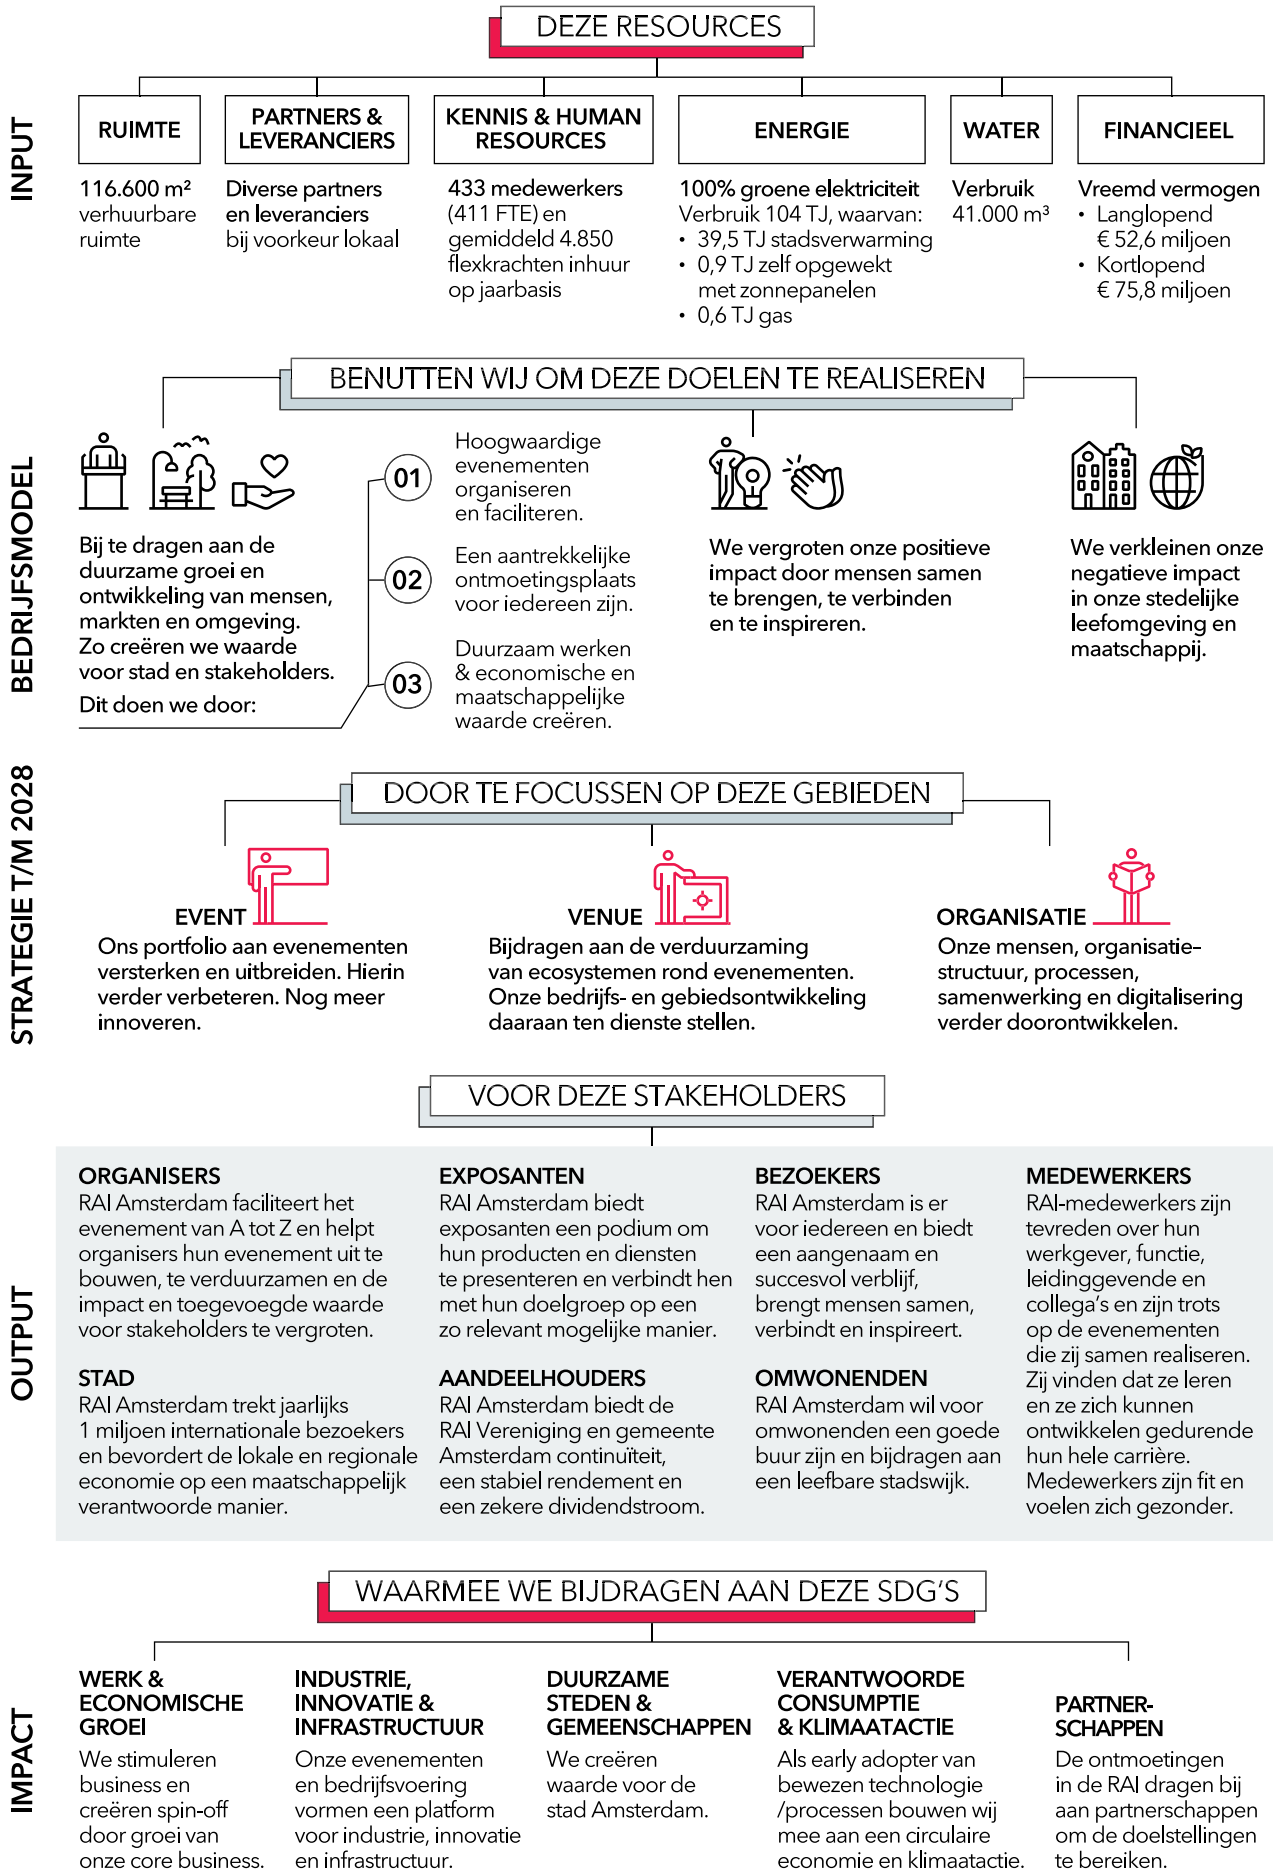 DEZE RESOURCES
INPUT
RUIMTE
116.600 m²
verhuurbare
ruimte
PARTNERS &
LEVERANCIERS
Diverse partners
en leveranciers
bij voorkeur lokaal
KENNIS & HUMAN
RESOURCES
433 medewerkers
(411 FTE) en
gemiddeld 4.850
flexkrachten inhuur
op jaarbasis
ENERGIE
100% groene elektriciteit
Verbruik 104 TJ, waarvan:
• 39,5 TJ stadsverwarming
• 0,9 TJ zelf opgewekt
met zonnepanelen
• 0,6 TJ gas
WATER
Verbruik
41.000 m³
FINANCIEEL
Vreemd vermogen
• Langlopend
€ 52,6 miljoen
• Kortlopend
€ 75,8 miljoen
BENUTTEN WIJ OM DEZE DOELEN TE REALISEREN
BEDRIJFSMODEL
Bij te dragen aan de
duurzame groei en
ontwikkeling van mensen,
markten en omgeving.
Zo creëren we waarde
voor stad en stakeholders.
Dit doen we door:
01
Hoogwaardige
evenementen
organiseren
en faciliteren.
02
Een aantrekkelijke
ontmoetingsplaats
voor iedereen zijn.
03
Duurzaam werken
& economische en
maatschappelijke
waarde creëren.
We vergroten onze positieve
impact door mensen samen
te brengen, te verbinden
en te inspireren.
We verkleinen onze
negatieve impact
in onze stedelijke
leefomgeving en
maatschappij.
DOOR TE FOCUSSEN OP DEZE GEBIEDEN
STRATEGIE T/M 2028
EVENT
Ons portfolio aan evenementen
versterken en uitbreiden. Hierin
verder verbeteren. Nog meer
innoveren.
VENUE
Bijdragen aan de verduurzaming
van ecosystemen rond evenementen.
Onze bedrijfs- en gebiedsontwikkeling
daaraan ten dienste stellen.
ORGANISATIE
Onze mensen, organisatie–
structuur, processen,
samenwerking en digitalisering
verder doorontwikkelen.
VOOR DEZE STAKEHOLDERS
OUTPUT
ORGANISERS
RAI Amsterdam faciliteert het
evenement van A tot Z en helpt
organisers hun evenement uit te
bouwen, te verduurzamen en de
impact en toegevoegde waarde
voor stakeholders te vergroten.
EXPOSANTEN
RAI Amsterdam biedt
exposanten een podium om
hun producten en diensten
te presenteren en verbindt hen
met hun doelgroep op een
zo relevant mogelijke manier.
BEZOEKERS
RAI Amsterdam is er
voor iedereen en biedt
een aangenaam en
succesvol verblijf,
brengt mensen samen,
verbindt en inspireert.
MEDEWERKERS
RAI-medewerkers zijn
tevreden over hun
werkgever, functie,
leidinggevende en
collega's en zijn trots
op de evenementen
die zij samen realiseren.
Zij vinden dat ze leren
en ze zich kunnen
ontwikkelen gedurende
hun hele carrière.
Medewerkers zijn fit en
voelen zich gezonder.
STAD
RAI Amsterdam trekt jaarlijks
1 miljoen internationale bezoekers
en bevordert de lokale en regionale
economie op een maatschappelijk
verantwoorde manier.
AANDEELHOUDERS
RAI Amsterdam biedt de
RAI Vereniging en gemeente
Amsterdam continuïteit,
een stabiel rendement en
een zekere dividendstroom.
OMWONENDEN
RAI Amsterdam wil voor
omwonenden een goede
buur zijn en bijdragen aan
een leefbare stadswijk.
WAARMEE WE BIJDRAGEN AAN DEZE SDG'S
IMPACT
WERK &
ECONOMISCHE
GROEI
We stimuleren
business en
creëren spin-off
door groei van
onze core business.
INDUSTRIE,
INNOVATIE &
INFRASTRUCTUUR
Onze evenementen
en bedrijfsvoering
vormen een platform
voor industrie, innovatie
en infrastructuur.
DUURZAME
STEDEN &
GEMEENSCHAPPEN
We creëren
waarde voor de
stad Amsterdam.
VERANTWOORDE
CONSUMPTIE
& KLIMAATACTIE
Als early adopter van
bewezen technologie
/processen bouwen wij
mee aan een circulaire
economie en klimaatactie.
PARTNER-
SCHAPPEN
De ontmoetingen
in de RAI dragen bij
aan partnerschappen
om de doelstellingen
te bereiken.